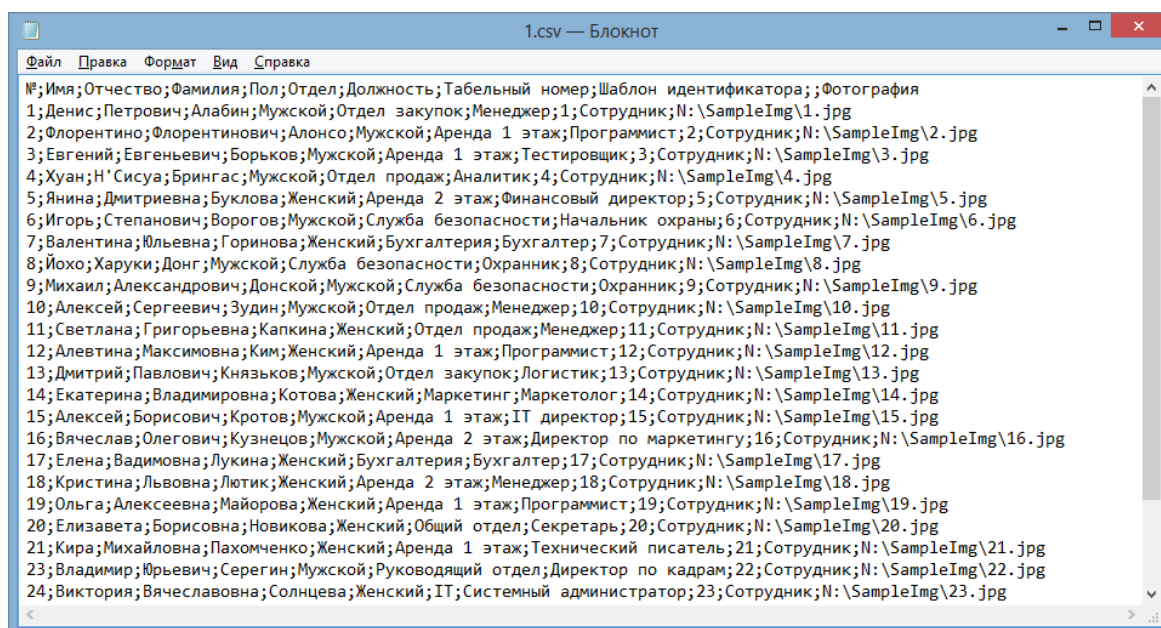 1.csv — Блокнот
Файл Правка Формат Вид Справка
№;Имя;Отчество;Фамилия;Пол;Отдел;Должность;Табельный номер;Шаблон идентификатора;;Фотография
1;Денис;Петрович;Алабин;Мужской;Отдел закупок;Менеджер;1;Сотрудник;N:\SampleImg\1.jpg
2;Флорентино;Флорентинович;Алонсо;Мужской;Аренда 1 этаж;Программист;2;Сотрудник;N:\SampleImg\2.jpg
3;Евгений;Евгеньевич;Борьков;Мужской;Аренда 1 этаж;Тестировщик;3;Сотрудник;N:\SampleImg\3.jpg
4;Хуан;Н'Сисуа;Брингас;Мужской;Отдел продаж;Аналитик;4;Сотрудник;N:\SampleImg\4.jpg
5;Янина;Дмитриевна;Буклова;Женский;Аренда 2 этаж;Финансовый директор;5;Сотрудник;N:\SampleImg\5.jpg
6;Игорь;Степанович;Ворогов;Мужской;Служба безопасности;Начальник охраны;6;Сотрудник;N:\SampleImg\6.jpg
7;Валентина;Юльевна;Горинова;Женский;Бухгалтерия;Бухгалтер;7;Сотрудник;N:\SampleImg\7.jpg
8;Йохо;Харуки;Донг;Мужской;Служба безопасности;Охранник;8;Сотрудник;N:\SampleImg\8.jpg
9;Михаил;Александрович;Донской;Мужской;Служба безопасности;Охранник;9;Сотрудник;N:\SampleImg\9.jpg
10;Алексей;Сергеевич;Зудин;Мужской;Отдел продаж;Менеджер;10;Сотрудник;N:\SampleImg\10.jpg
11;Светлана;Григорьевна;Капкина;Женский;Отдел продаж;Менеджер;11;Сотрудник;N:\SampleImg\11.jpg
12;Алевтина;Максимовна;Ким;Женский;Аренда 1 этаж;Программист;12;Сотрудник;N:\SampleImg\12.jpg
13;Дмитрий;Павлович;Князьков;Мужской;Отдел закупок;Логистик;13;Сотрудник;N:\SampleImg\13.jpg
14;Екатерина;Владимировна;Котова;Женский;Маркетинг;Маркетолог;14;Сотрудник;N:\SampleImg\14.jpg
15;Алексей;Борисович;Кротов;Мужской;Аренда 1 этаж;IT директор;15;Сотрудник;N:\SampleImg\15.jpg
16;Вячеслав;Олегович;Кузнецов;Мужской;Аренда 2 этаж;Директор по маркетингу;16;Сотрудник;N:\SampleImg\16.jpg
17;Елена;Вадимовна;Лукина;Женский;Бухгалтерия;Бухгалтер;17;Сотрудник;N:\SampleImg\17.jpg
18;Кристина;Львовна;Лютик;Женский;Аренда 2 этаж;Менеджер;18;Сотрудник;N:\SampleImg\18.jpg
19;Ольга;Алексеевна;Майорова;Женский;Аренда 1 этаж;Программист;19;Сотрудник;N:\SampleImg\19.jpg
20;Елизавета;Борисовна;Новикова;Женский;Общий отдел;Секретарь;20;Сотрудник;N:\SampleImg\20.jpg
21;Кира;Михайловна;Пахомченко;Женский;Аренда 1 этаж;Технический писатель;21;Сотрудник;N:\SampleImg\21.jpg
23;Владимир;Юрьевич;Серегин;Мужской;Руководящий отдел;Директор по кадрам;22;Сотрудник;N:\SampleImg\22.jpg
24;Виктория;Вячеславовна;Солнцева;Женский;IT;Системный администратор;23;Сотрудник;N:\SampleImg\23.jpg